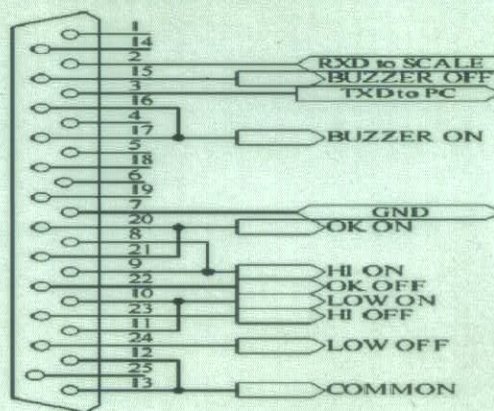 1
14
2
RXD to SCALE
15
BUZZER OFF
3
TXD to PC
16
4
17
BUZZER ON
5
18
6
19
7
GND
20
OK ON
8
21
9
HI ON
22
OK OFF
10
LOW ON
23
HI OFF
11
24
LOW OFF
12
25
13
COMMON